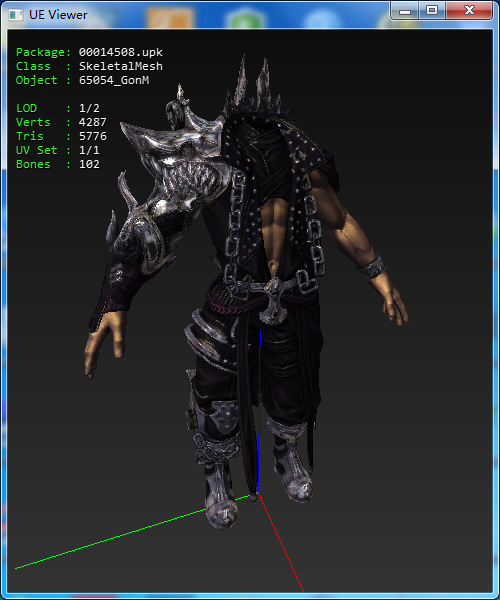 UE Viewer
Package: 00014508.upk
Class : SkeletalMesh
Object : 65054_GonM
LOD : 1/2
Verts : 4287
Tris : 5776
UV Set : 1/1
Bones : 102